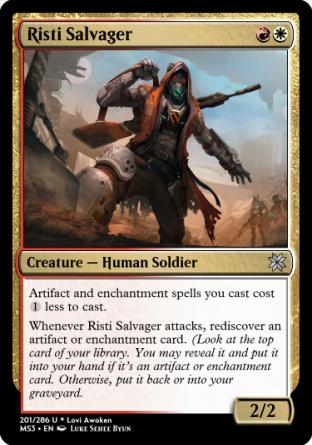 Risti Salvager
Creature — Human Soldier
Artifact and enchantment spells you cast cost
1 less to cast.
Whenever Risti Salvager attacks, rediscover an
artifact or enchantment card. (Look at the top
card of your library. You may reveal it and put it
into your hand if it's an artifact or enchantment
card. Otherwise, put it back or into your
graveyard.
2/2
201/286 U * Lovi Awoken
MS3 • EN Luke Sehee Byun